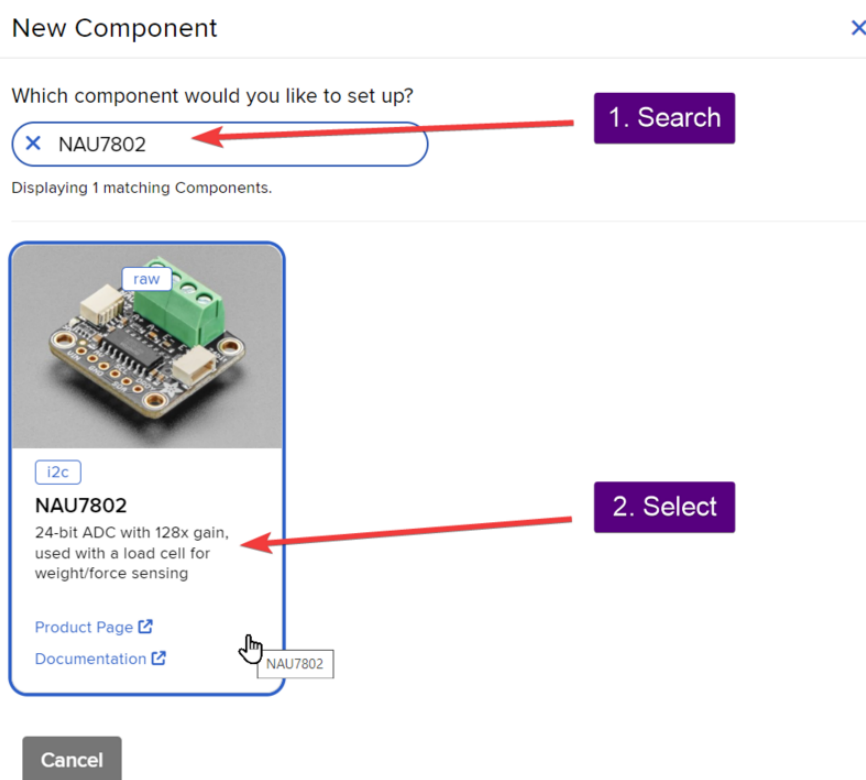 New Component
Which component would you like to set up?
NAU7802
1. Search
Displaying 1 matching Components.
raw
i2c
NAU7802
24-bit ADC with 128x gain,
used with a load cell for
weight/force sensing
2. Select
Product Page
Documentation
NAU7802
Cancel